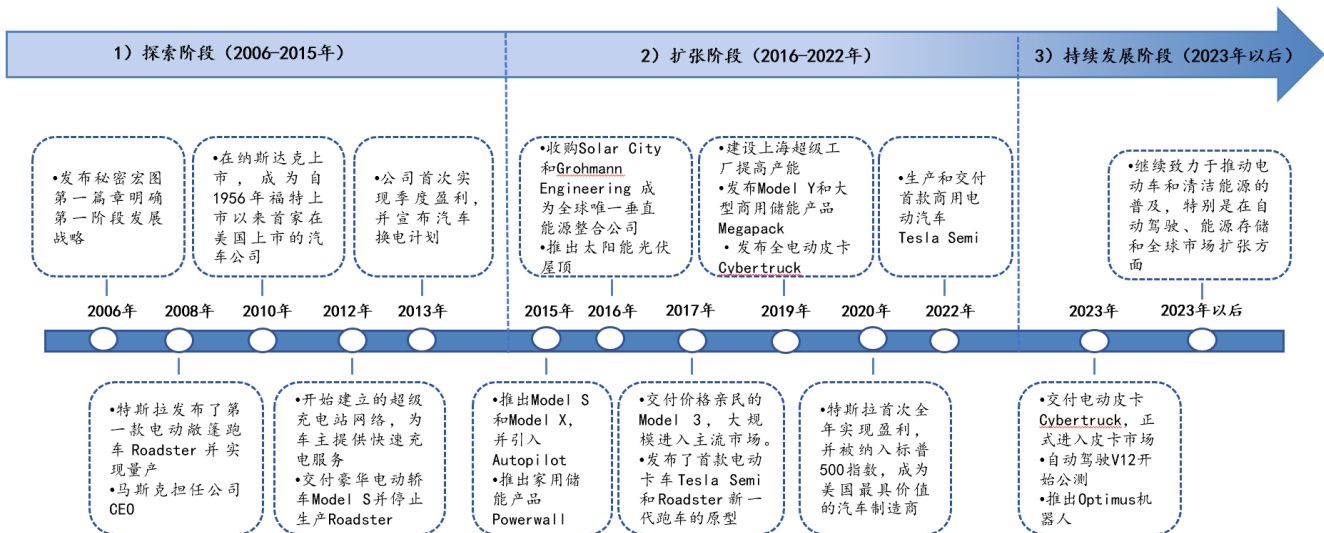 1）探索阶段（2006—2015年）
2）扩张阶段（2016—2022年）
3）持续发展阶段（2023年以后）
•发布秘密宏图
第一篇章明确
第一阶段发展
战略
•在纳斯达克上
市，成为自
1956年福特上
市以来首家在
美国上市的汽
车公司
•公司首次实
现季度盈利，
并宣布汽车
换电计划
•收购Solar City
和Grohmann
Engineering 成
为全球唯一垂直
能源整合公司
•推出太阳能光伏
屋顶
•建设上海超级工
厂提高产能
•发布Model Y和大
型商用储能产品
Megapack
•发布全电动皮卡
Cybertruck
•生产和交付
首款商用电
动汽车
Tesla Semi
•继续致力于推动电
动车和清洁能源的
普及，特别是在自
动驾驶、能源存储
和全球市场扩张方
面
2006年
2008年
2010年
2012年
2013年
2015年
2016年
2017年
2019年
2020年
2022年
2023年
2023年以后
•特斯拉发布了第
一款电动敞篷跑
车 Roadster 并实
现量产
•马斯克担任公司
CEO
•开始建立的超级
充电站网络，为
车主提供快速充
电服务
•交付豪华电动轿
车Model S并停止
生产Roadster
•推出Model S
和Model X，
并引入
Autopilot
•推出家用储
能产品
Powerwall
•交付价格亲民的
Model 3，大规
模进入主流市场。
•发布了首款电动
卡车Tesla Semi
和Roadster新一
代跑车的原型
•特斯拉首次全
年实现盈利，
并被纳入标普
500指数，成为
美国最具价值
的汽车制造商
•交付电动皮卡
Cybertruck，正
式进入皮卡市场
•自动驾驶V12开
始公测
•推出Optimus机
器人